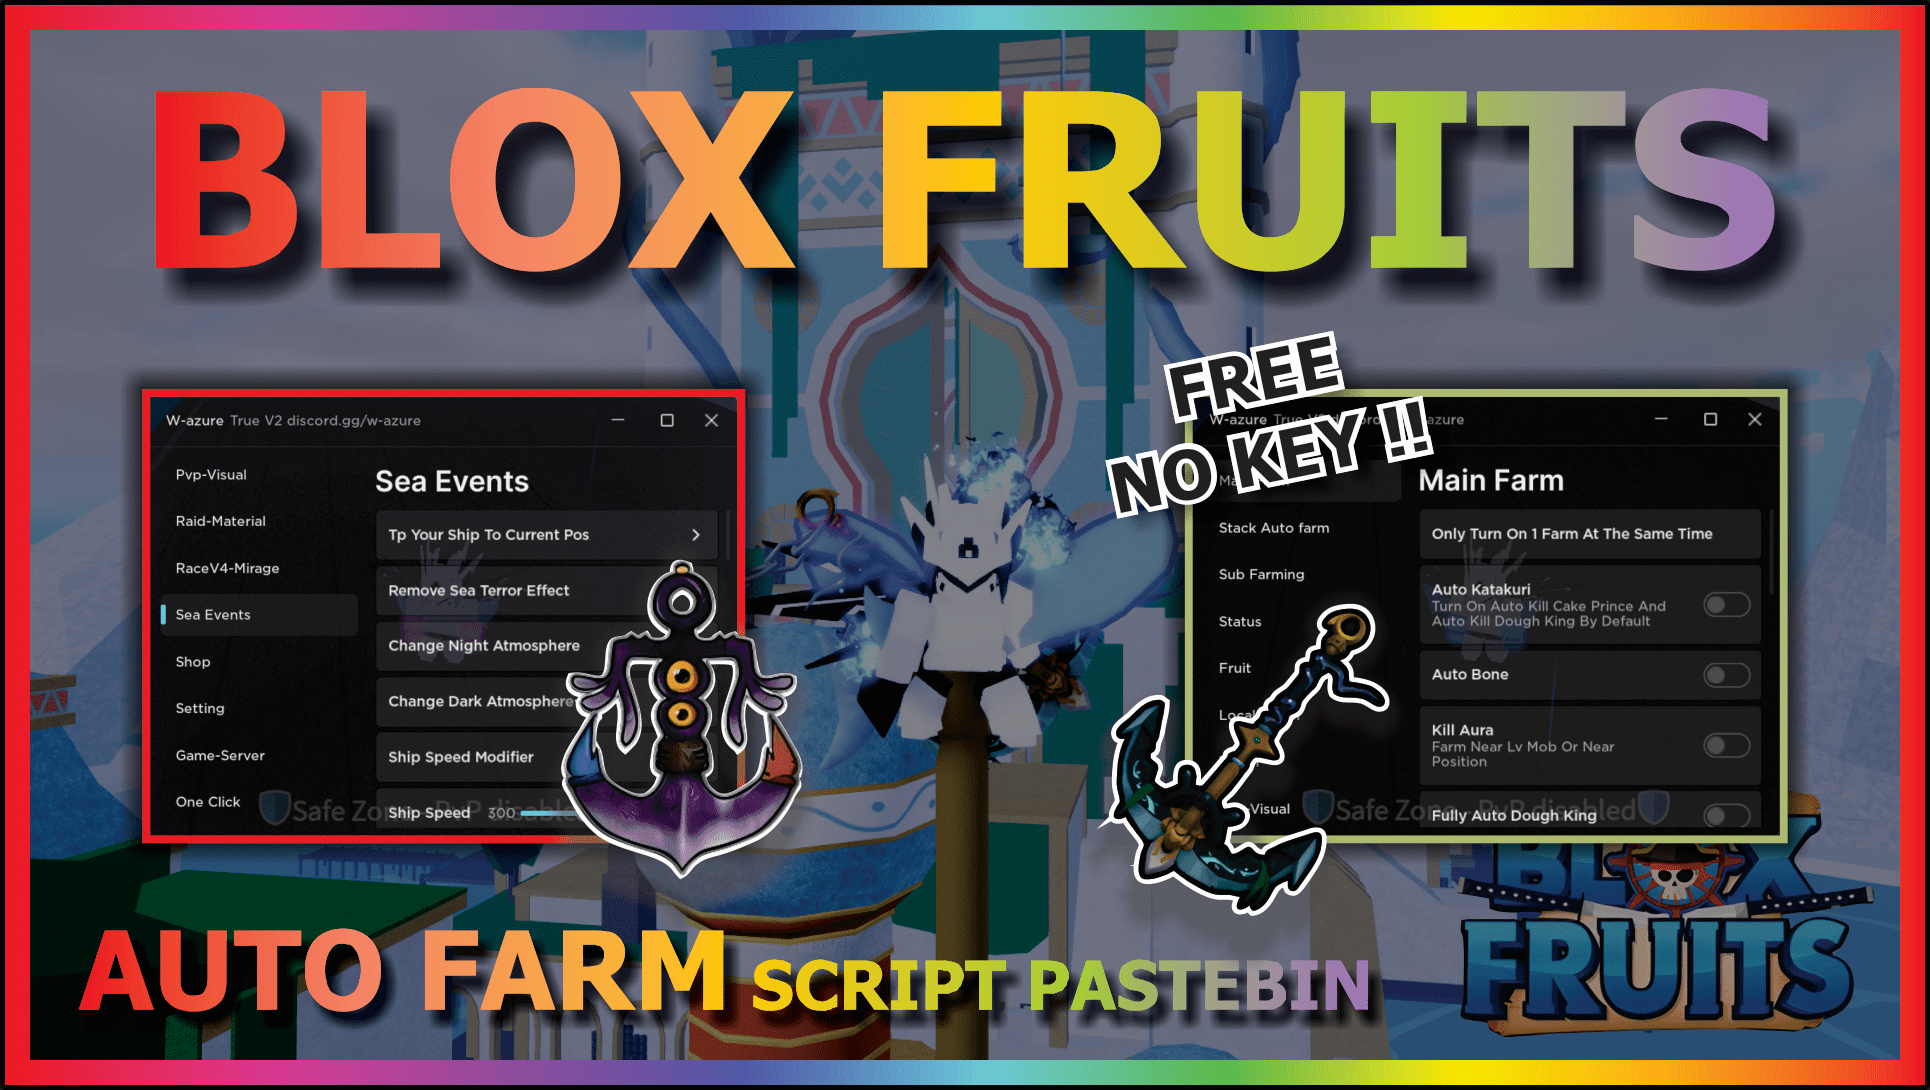 BLOX FRUITS
FREE
NO KEY !!
W-azure True V2 discord.gg/w-azure
Pvp-Visual
Raid-Material
RaceV4-Mirage
Sea Events
Shop
Setting
Game-Server
One Click
Sea Events
Tp Your Ship To Current Pos
Remove Sea Terror Effect
Change Night Atmosphere
Change Dark Atmosphere
Ship Speed Modifier
Ship Speed 300
Safe Zone
W-azure True
azure
Stack Auto farm
Sub Farming
Status
Fruit
Visual
Main Farm
Only Turn On 1 Farm At The Same Time
Auto Katakuri
Turn On Auto Kill Cake Prince And
Auto Kill Dough King By Default
Auto Bone
Kill Aura
Farm Near Lv Mob Or Near
Position
Fully Auto Dough King
Safe Zone PvP disabled
BLOX
FRUITS
AUTO FARM SCRIPT PASTEBIN